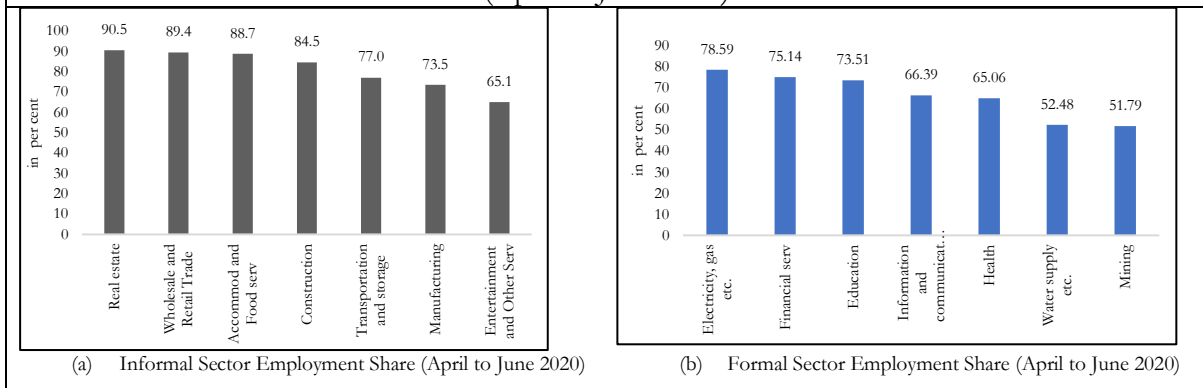 in per cent
100
90
80
70
60
50
40
30
20
10
0
90.5
89.4
88.7
84.5
77.0
73.5
65.1
Real estate
Wholesale and
Retail Trade
Accommod and
Food serv
Construction
Transportation
and storage
Manufacturing
Entertainment
and Other Serv
(a) Informal Sector Employment Share (April to June 2020)
in per cent
90
80
70
60
50
40
30
20
10
0
78.59
75.14
73.51
66.39
65.06
52.48
51.79
Electricity, gas
etc.
Financial serv
Education
Information
and
communicat…
Health
Water supply
etc.
Mining
(b) Formal Sector Employment Share (April to June 2020)